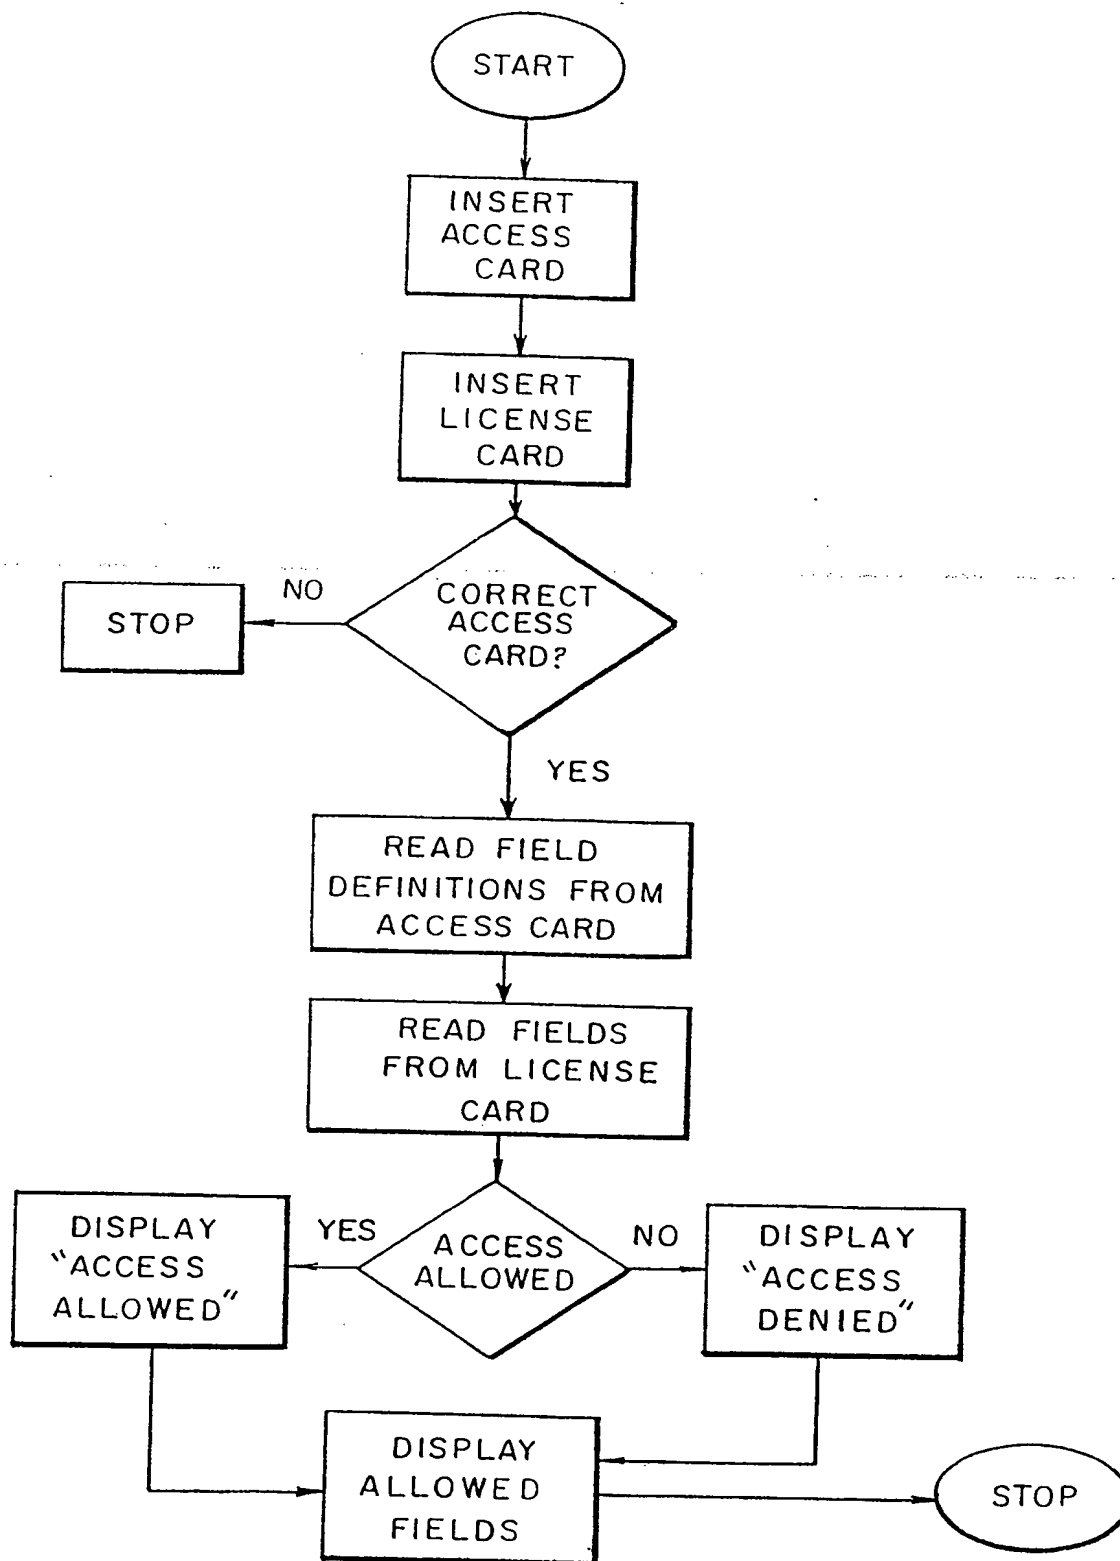 START
INSERT
ACCESS
CARD
INSERT
LICENSE
CARD
CORRECT
ACCESS
CARD?
NO
STOP
YES
READ FIELD
DEFINITIONS FROM
ACCESS CARD
READ FIELDS
FROM LICENSE
CARD
DISPLAY
"ACCESS
ALLOWED"
YES
ACCESS
ALLOWED
NO
DISPLAY
"ACCESS
DENIED"
DISPLAY
ALLOWED
FIELDS
STOP